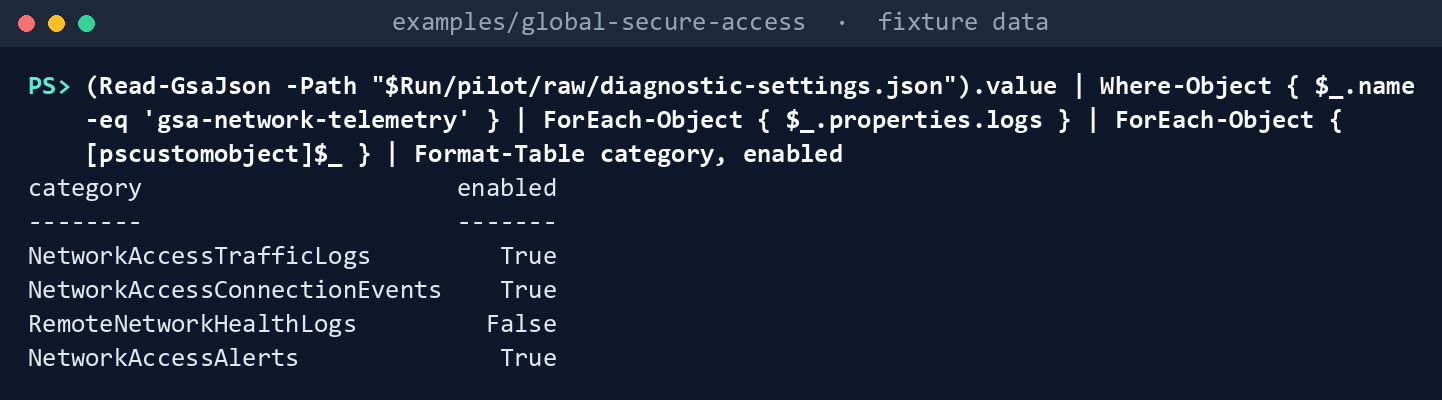 examples/global-secure-access · fixture data
PS> (Read-GsaJson -Path "$Run/pilot/raw/diagnostic-settings.json").value | Where-Object { $_.name
-eq 'gsa-network-telemetry' } | ForEach-Object { $_.properties.logs } | ForEach-Object {
[pscustomobject]$_ } | Format-Table category, enabled
category enabled
-------- -------
NetworkAccessTrafficLogs True
NetworkAccessConnectionEvents True
RemoteNetworkHealthLogs False
NetworkAccessAlerts True